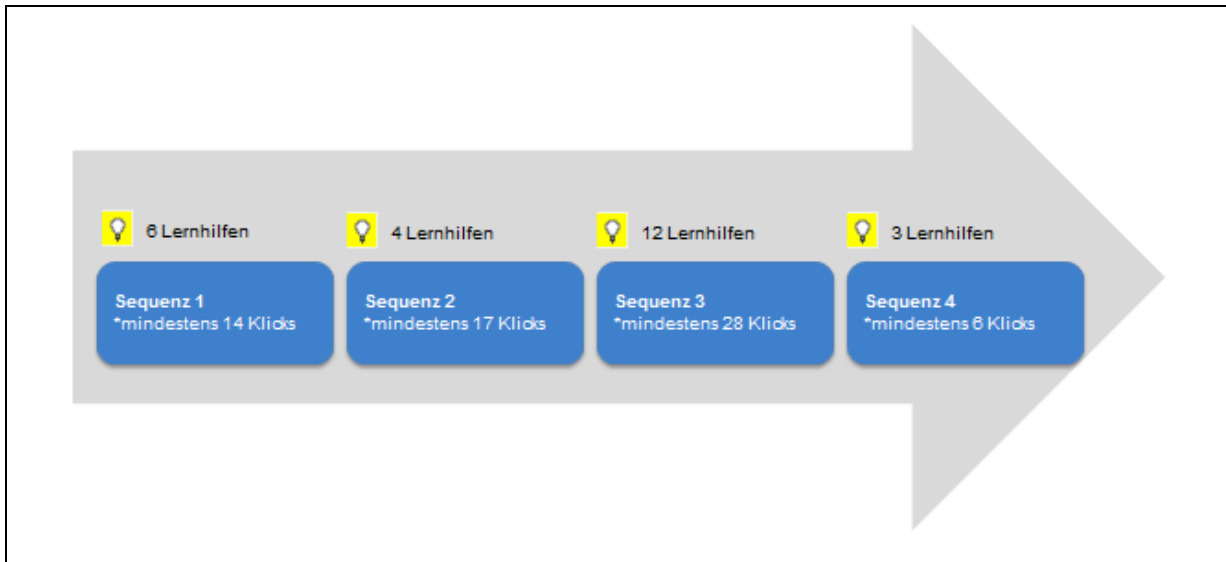 6 Lernhilfen
4 Lernhilfen
12 Lernhilfen
3 Lernhilfen
Sequenz 1
*mindestens 14 Klicks
Sequenz 2
*mindestens 17 Klicks
Sequenz 3
*mindestens 28 Klicks
Sequenz 4
*mindestens 6 Klicks